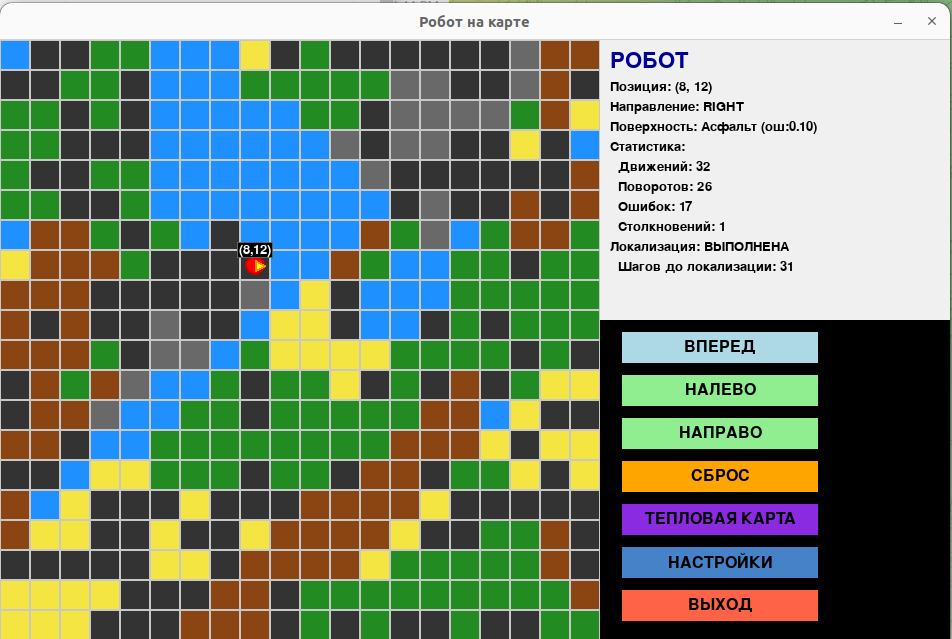 Робот на карте
РОБОТ
Позиция: (8, 12)
Направление: RIGHT
Поверхность: Асфальт (ош:0.10)
Статистика:
Движений: 32
Поворотов: 26
Ошибок: 17
Столкновений: 1
Локализация: ВЫПОЛНЕНА
Шагов до локализации: 31
(8,12)
ВПЕРЕД
НАЛЕВО
НАПРАВО
СБРОС
ТЕПЛОВАЯ КАРТА
НАСТРОЙКИ
ВЫХОД